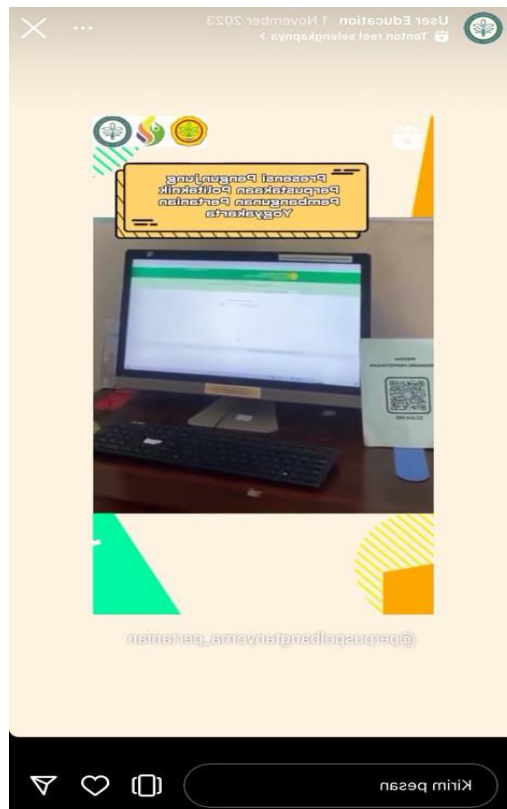 User Education 1 November 2023
Tonton reel selengkapnya >
Presensi Pengunjung
Perpustakaan Politeknik
Pembangunan Pertanian
Yogyakarta
SCAN ME
@perpuspolbangtanyoma_pertanian
Kirim pesan